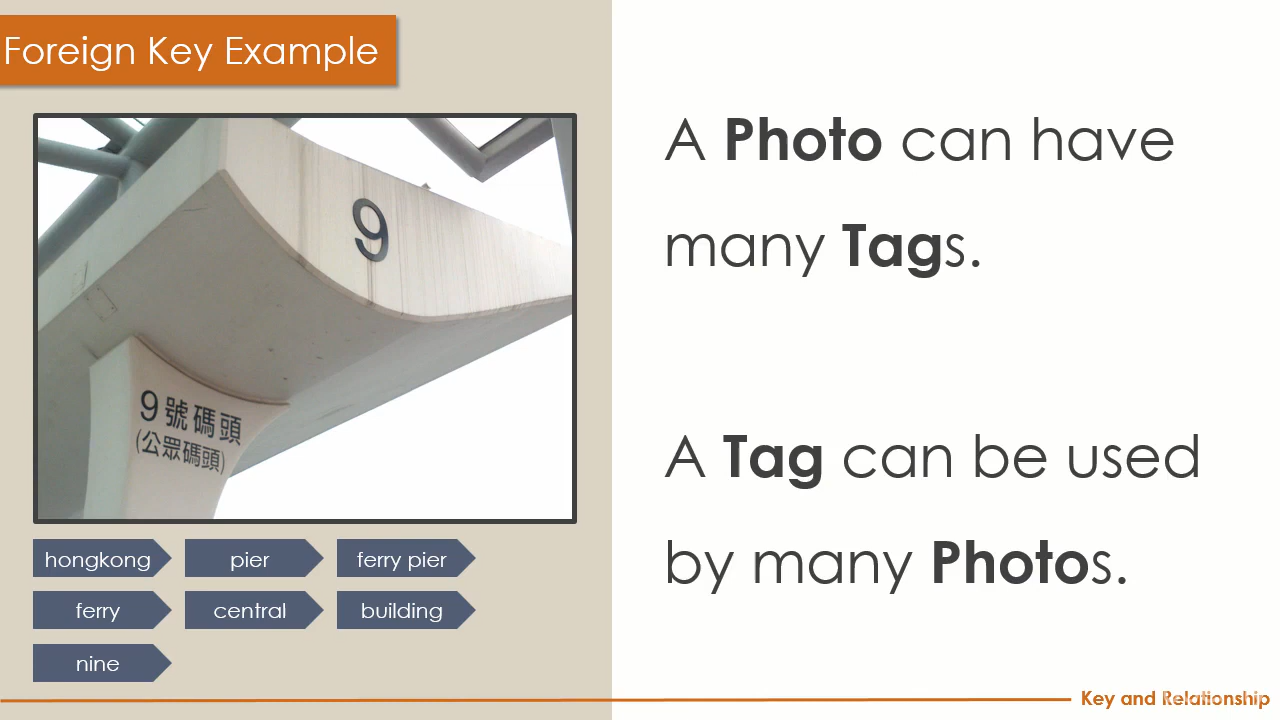 Foreign Key Example
9
9 號碼頭
(公眾碼頭)
hongkong
pier
ferry pier
ferry
central
building
nine
A Photo can have
many Tags.
A Tag can be used
by many Photos.
Key and Relationship